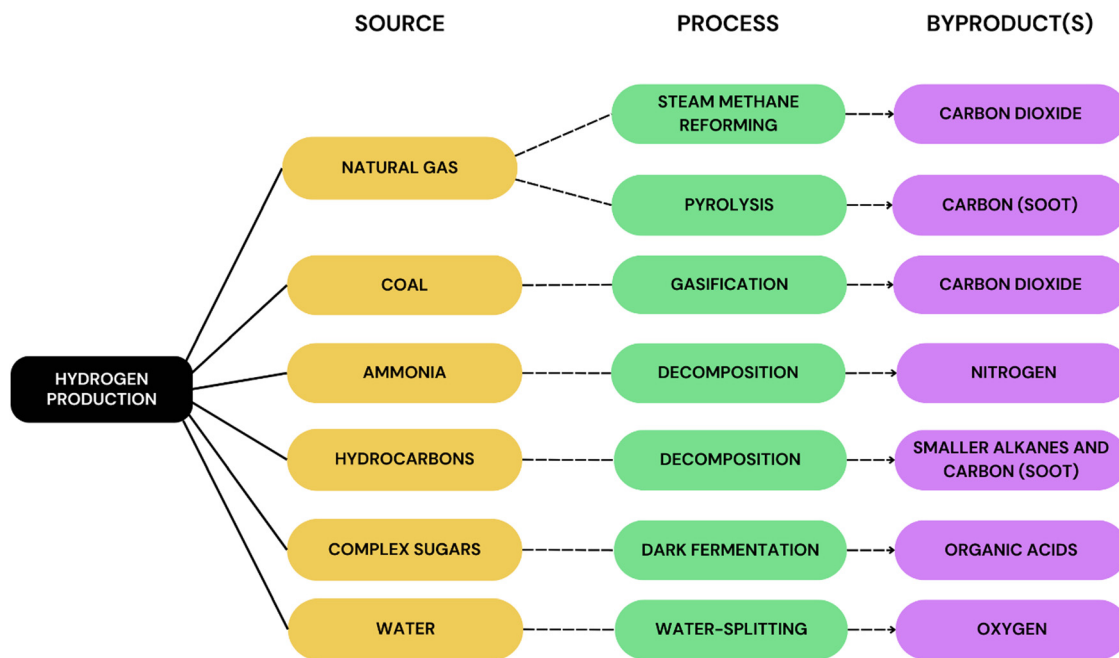 SOURCE
PROCESS
BYPRODUCT(S)
STEAM METHANE
REFORMING
CARBON DIOXIDE
NATURAL GAS
PYROLYSIS
CARBON (SOOT)
COAL
GASIFICATION
CARBON DIOXIDE
HYDROGEN
PRODUCTION
AMMONIA
DECOMPOSITION
NITROGEN
HYDROCARBONS
DECOMPOSITION
SMALLER ALKANES AND
CARBON (SOOT)
COMPLEX SUGARS
DARK FERMENTATION
ORGANIC ACIDS
WATER
WATER-SPLITTING
OXYGEN